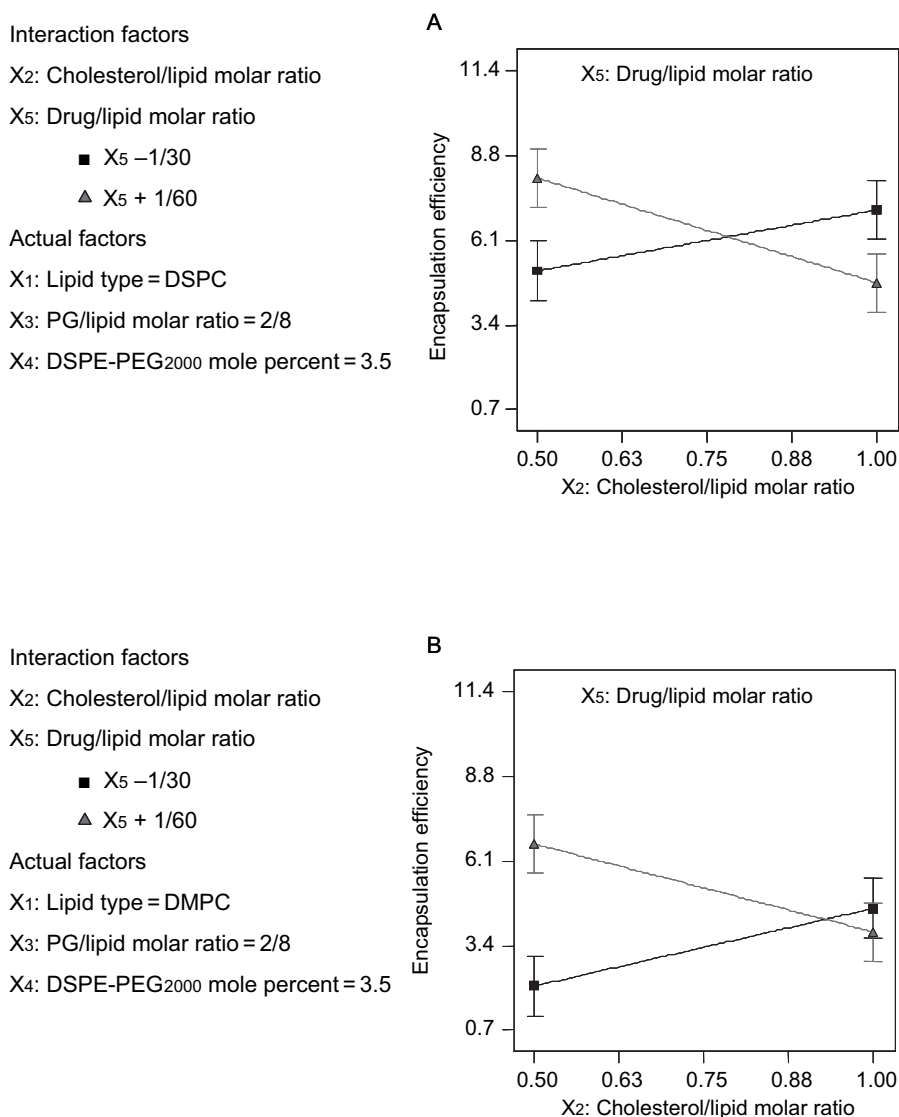 Interaction factors
X2: Cholesterol/lipid molar ratio
X5: Drug/lipid molar ratio
X5 –1/30
X5 + 1/60
Actual factors
X1: Lipid type = DSPC
X3: PG/lipid molar ratio = 2/8
X4: DSPE-PEG2000 mole percent = 3.5
A
X5: Drug/lipid molar ratio
Encapsulation efficiency
11.4
8.8
6.1
3.4
0.7
0.50 0.63 0.75 0.88 1.00
X2: Cholesterol/lipid molar ratio
Interaction factors
X2: Cholesterol/lipid molar ratio
X5: Drug/lipid molar ratio
X5 –1/30
X5 + 1/60
Actual factors
X1: Lipid type = DMPC
X3: PG/lipid molar ratio = 2/8
X4: DSPE-PEG2000 mole percent = 3.5
B
X5: Drug/lipid molar ratio
Encapsulation efficiency
11.4
8.8
6.1
3.4
0.7
0.50 0.63 0.75 0.88 1.00
X2: Cholesterol/lipid molar ratio